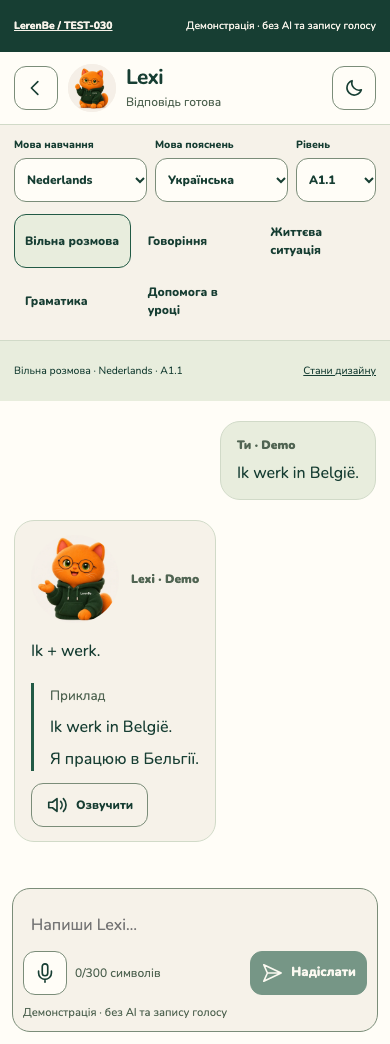 LerenBe / TEST-030
Демонстрація · без AI та запису голосу
Lexi
Відповідь готова
Мова навчання
Мова пояснень
Рівень
Nederlands
Українська
A1.1
Вільна розмова
Говоріння
Життєва
ситуація
Граматика
Допомога в
уроці
Вільна розмова · Nederlands · A1.1
Стани дизайну
Ти · Demo
Ik werk in België.
Lexi · Demo
LerenBe
Ik + werk.
Приклад
Ik werk in België.
Я працюю в Бельгії.
Озвучити
Напиши Lexi...
0/300 символів
Надіслати
Демонстрація · без AI та запису голосу